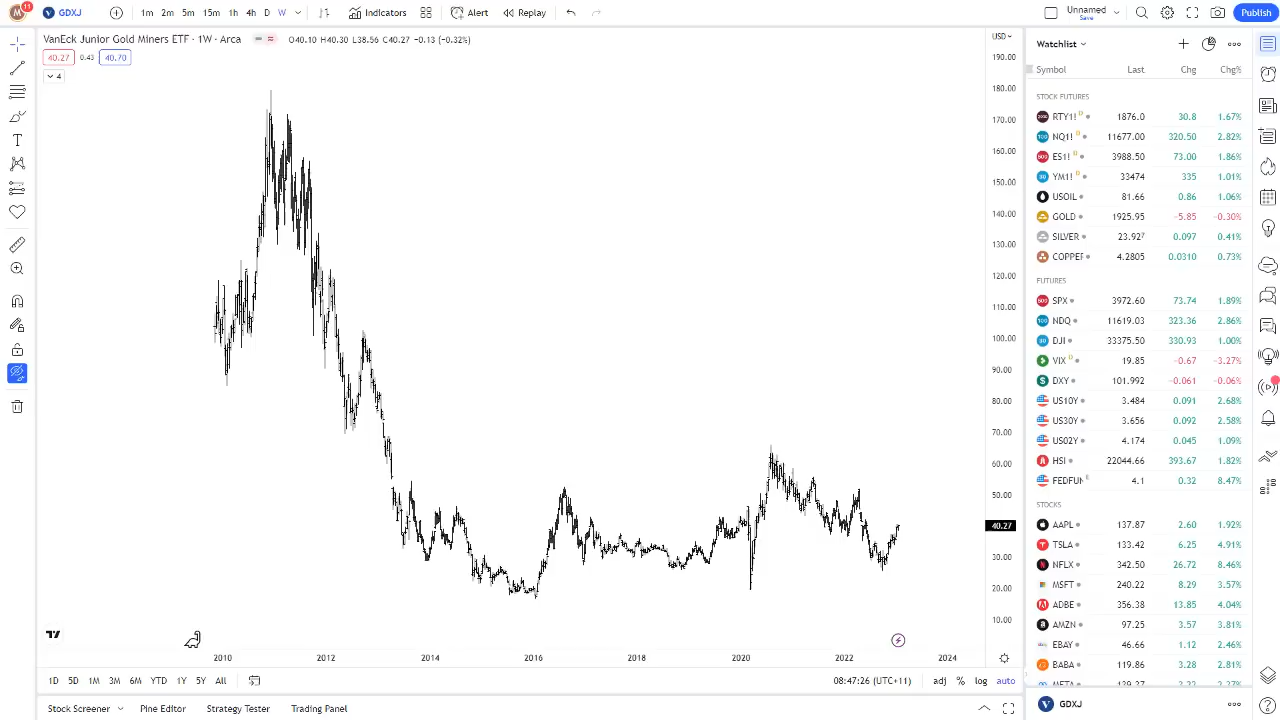 M 11 GDXJ 1m 2m 5m 15m 1h 4h D W Indicators Alert Replay Unnamed Save Publish
VanEck Junior Gold Miners ETF · 1W · Arca O40.10 H40.30 L38.56 C40.27 −0.13 (−0.32%)
40.27 0.43 40.70
4
USD
190.00
180.00
170.00
160.00
150.00
140.00
130.00
120.00
110.00
100.00
90.00
80.00
70.00
60.00
50.00
40.27
30.00
20.00
10.00
2010 2012 2014 2016 2018 2020 2022 2024
1D 5D 1M 3M 6M YTD 1Y 5Y All 08:47:26 (UTC+11) adj % log auto
Stock Screener Pine Editor Strategy Tester Trading Panel
Watchlist
Symbol Last Chg Chg%
STOCK FUTURES
RTY1! D 1876.0 30.8 1.67%
NQ1! D 11677.00 320.50 2.82%
ES1! D 3988.50 73.00 1.86%
YM1! D 33474 335 1.01%
USOIL 81.66 0.86 1.06%
GOLD 1925.95 −5.85 −0.30%
SILVER 23.927 0.097 0.41%
COPPER 4.2805 0.0310 0.73%
FUTURES
SPX 3972.60 73.74 1.89%
NDQ 11619.03 323.36 2.86%
DJI 33375.50 330.93 1.00%
VIX D 19.85 −0.67 −3.27%
DXY 101.992 −0.061 −0.06%
US10Y 3.484 0.091 2.68%
US30Y 3.656 0.092 2.58%
US02Y 4.174 0.045 1.09%
HSI 22044.66 393.67 1.82%
FEDFUN 4.1 0.32 8.47%
STOCKS
AAPL 137.87 2.60 1.92%
TSLA 133.42 6.25 4.91%
NFLX 342.50 26.72 8.46%
MSFT 240.22 8.29 3.57%
ADBE 356.38 13.85 4.04%
AMZN 97.25 3.57 3.81%
EBAY 46.66 1.12 2.46%
BABA 119.86 3.28 2.81%
META
GDXJ